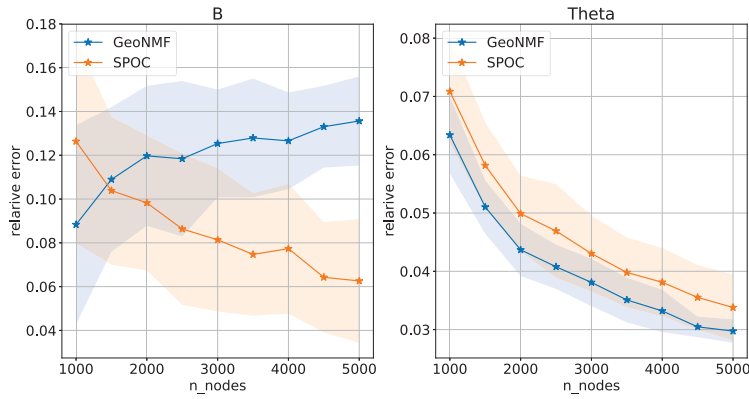 B
GeoNMF
SPOC
0.18
0.16
0.14
0.12
0.10
0.08
0.06
0.04
relarive error
1000 2000 3000 4000 5000
n_nodes
Theta
GeoNMF
SPOC
0.08
0.07
0.06
0.05
0.04
0.03
relarive error
1000 2000 3000 4000 5000
n_nodes